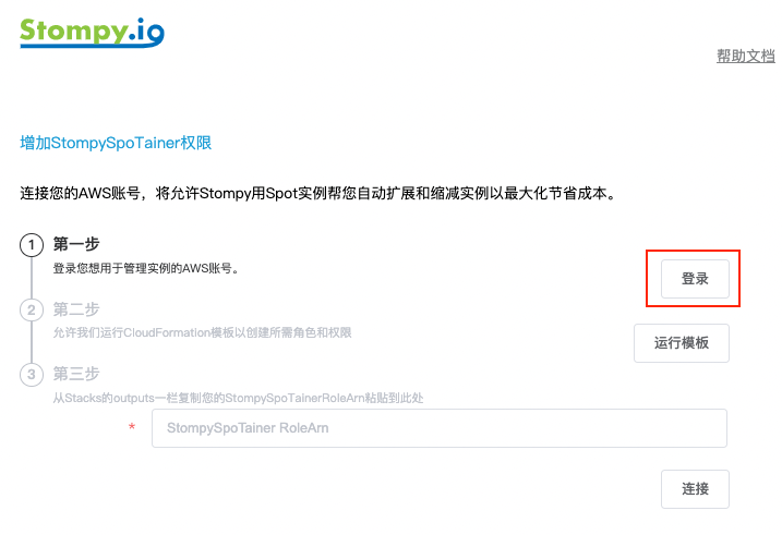 Stompy.io
帮助文档
增加StompySpoTainer权限
连接您的AWS账号，将允许Stompy用Spot实例帮您自动扩展和缩减实例以最大化节省成本。
1 第一步
登录您想用于管理实例的AWS账号。
登录
2 第二步
允许我们运行CloudFormation模板以创建所需角色和权限
运行模板
3 第三步
从Stacks的outputs一栏复制您的StompySpoTainerRoleArn粘贴到此处
* StompySpoTainer RoleArn
连接